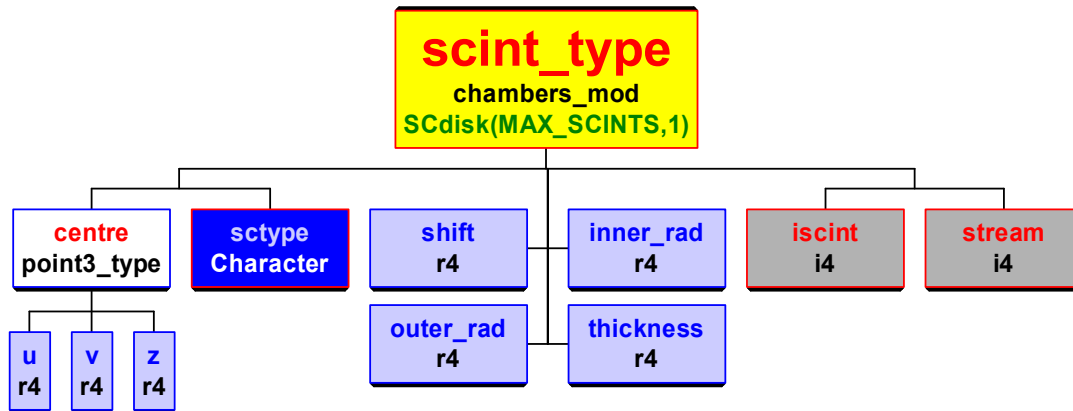 scint_type
chambers_mod
SCdisk(MAX_SCINTS,1)
centre
point3_type
sctype
Character
shift
r4
inner_rad
r4
iscint
i4
stream
i4
outer_rad
r4
thickness
r4
u
r4
v
r4
z
r4